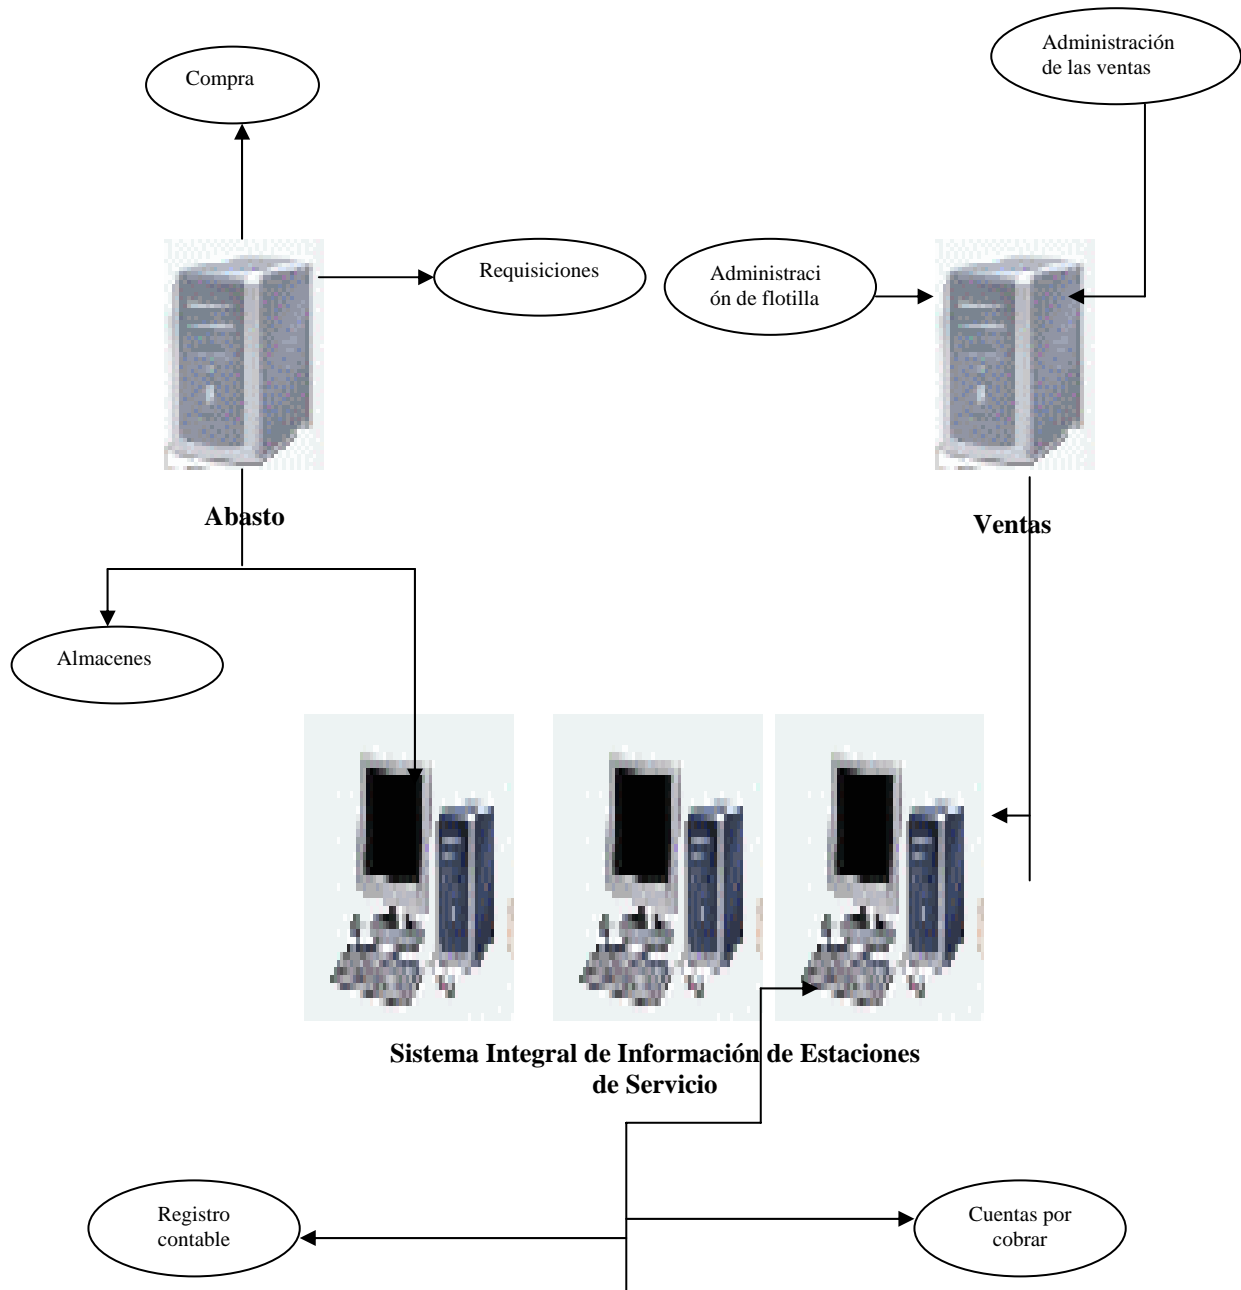 Administración
de las ventas
Compra
Requisiciones
Administraci
ón de flotilla
Abasto
Ventas
Almacenes
Sistema Integral de Información de Estaciones
de Servicio
Registro
contable
Cuentas por
cobrar